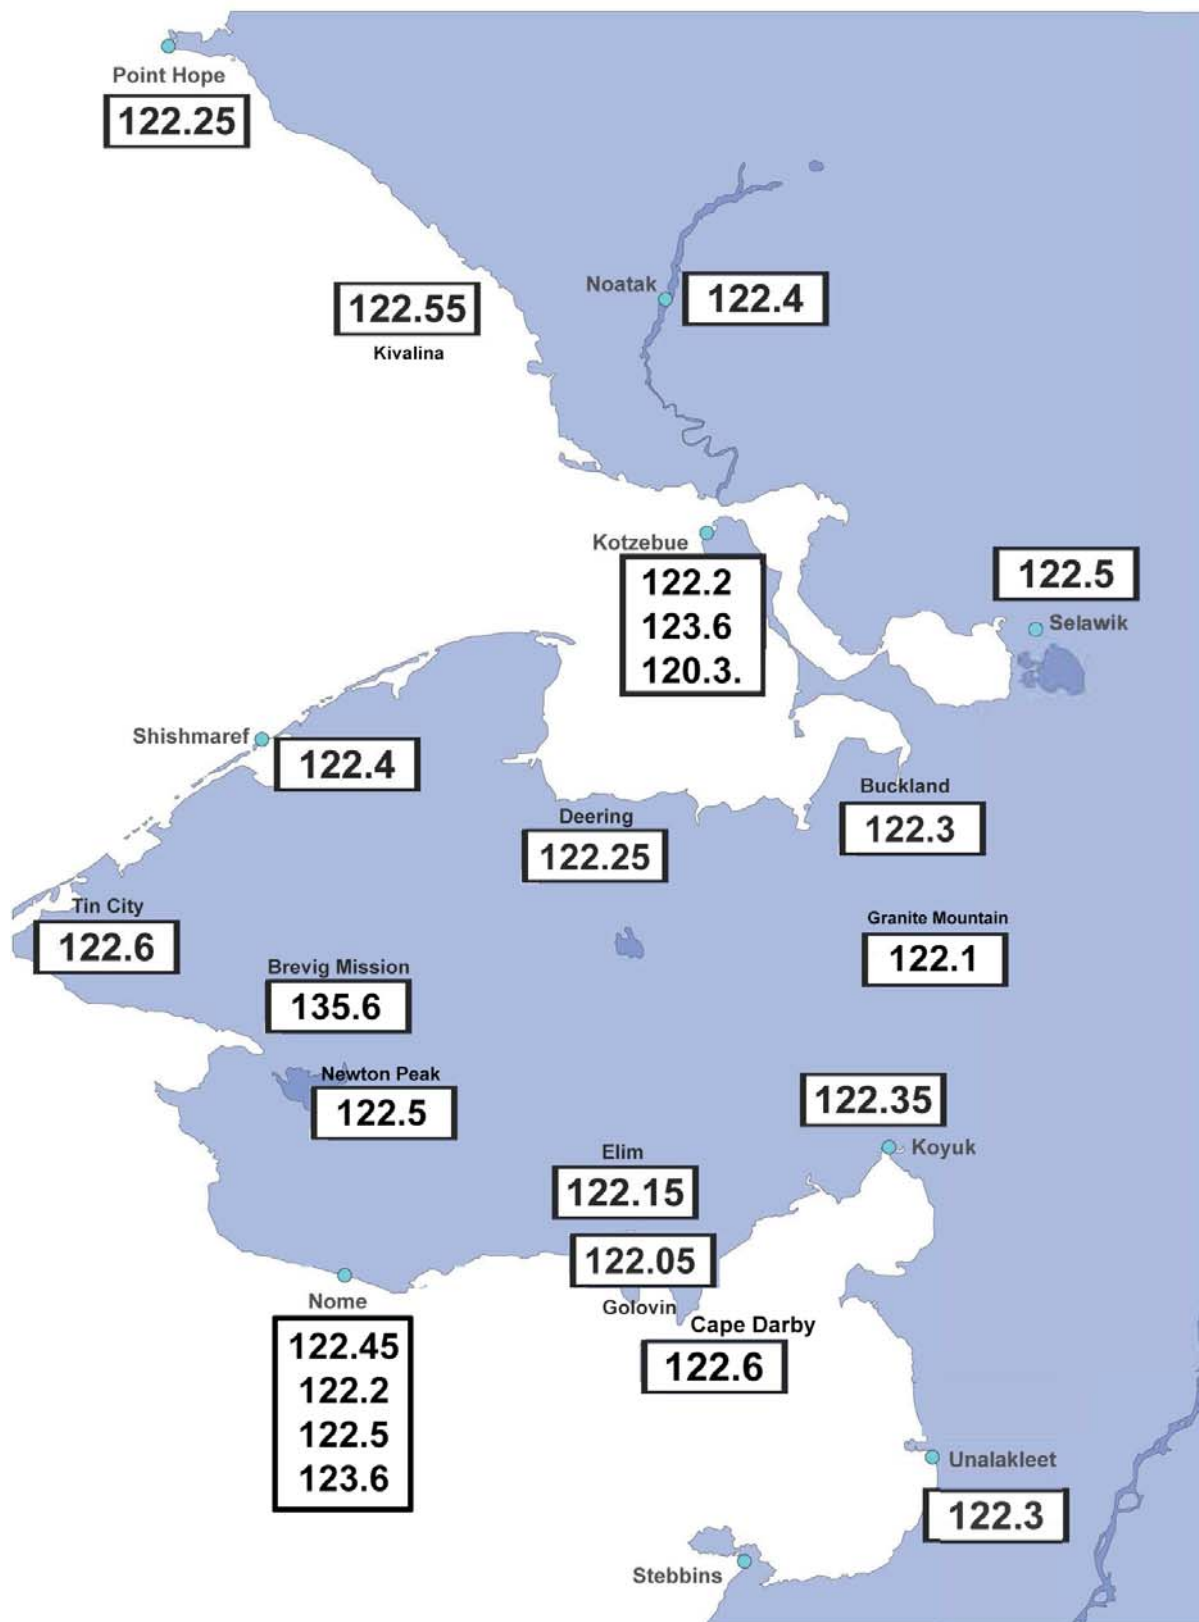 Point Hope
122.25
Noatak
122.4
122.55
Kivalina
Kotzebue
122.2
123.6
120.3.
122.5
Selawik
Shishmaref
122.4
Buckland
122.3
Deering
122.25
Tin City
122.6
Granite Mountain
122.1
Brevig Mission
135.6
Newton Peak
122.5
122.35
Koyuk
Elim
122.15
122.05
Golovin
Cape Darby
122.6
Nome
122.45
122.2
122.5
123.6
Unalakleet
122.3
Stebbins